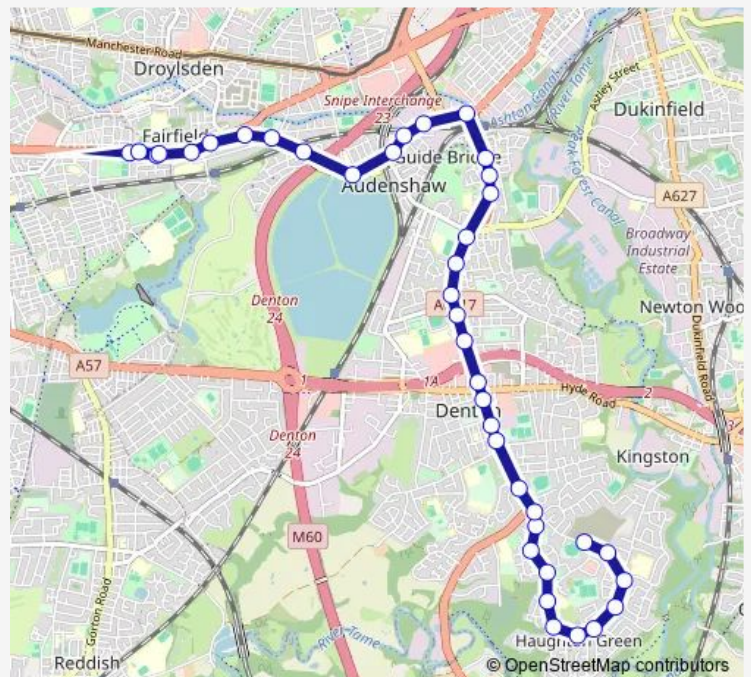 Manchester Road
Droylsden
Snipe Interchange
23
Ashton Canal
River Tame
Astley Street
Dukinfield
Fairfield
Guide Bridge
Audenshaw
A627
Broadway
Industrial
Estate
Denton
24
Newton Woo
Dukinfield Road
A57
1
1A
2
Hyde Road
3
Denton
Denton
24
Kingston
M60
Gorton Road
River Tame
Haughton Green
Reddish
© OpenStreetMap contributors